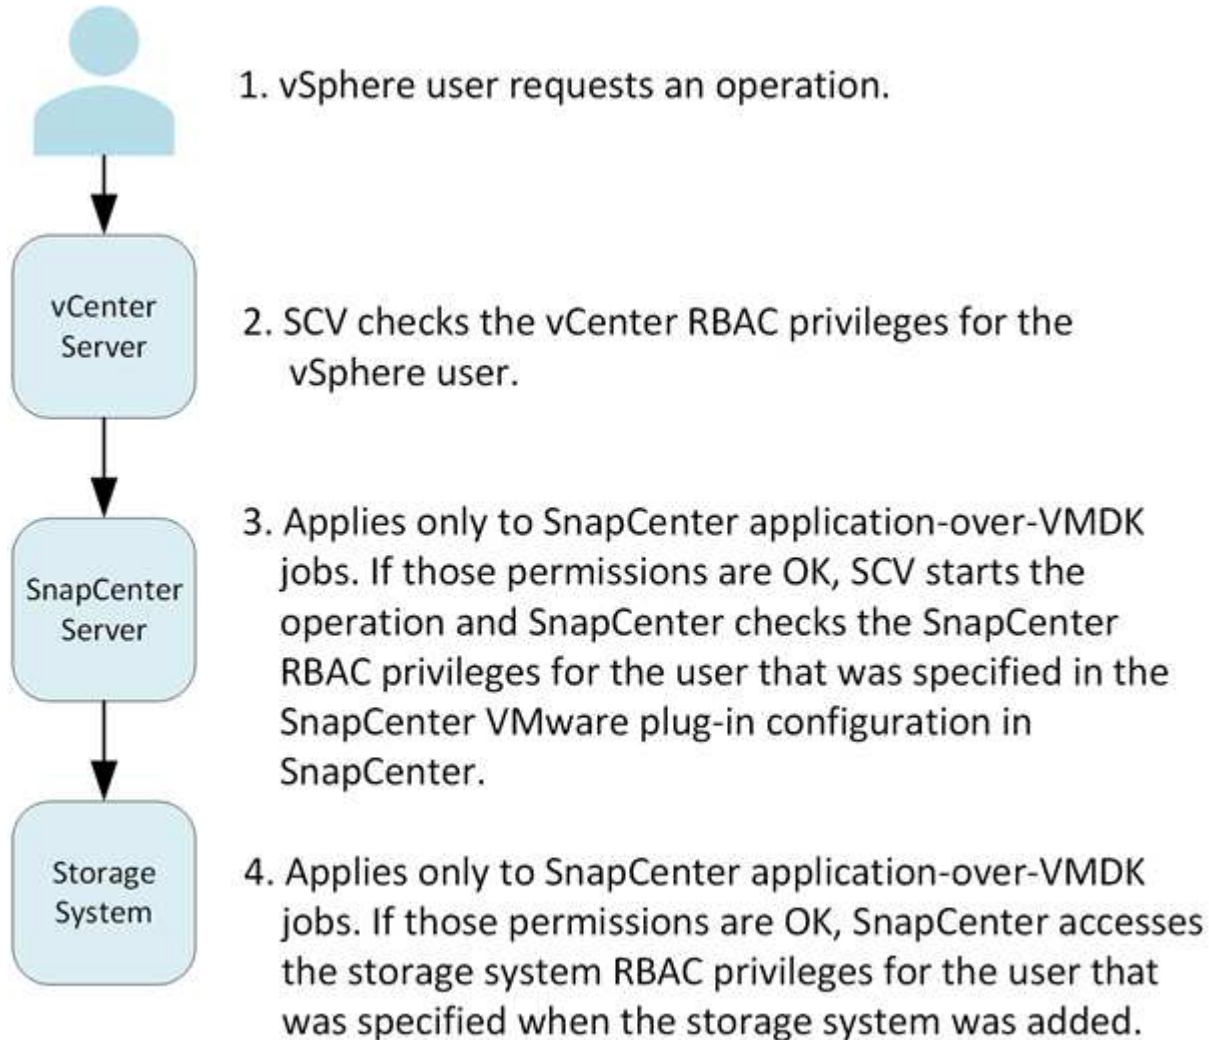 1. vSphere user requests an operation.
vCenter
Server
2. SCV checks the vCenter RBAC privileges for the
vSphere user.
SnapCenter
Server
3. Applies only to SnapCenter application-over-VMDK
jobs. If those permissions are OK, SCV starts the
operation and SnapCenter checks the SnapCenter
RBAC privileges for the user that was specified in the
SnapCenter VMware plug-in configuration in
SnapCenter.
Storage
System
4. Applies only to SnapCenter application-over-VMDK
jobs. If those permissions are OK, SnapCenter accesses
the storage system RBAC privileges for the user that
was specified when the storage system was added.